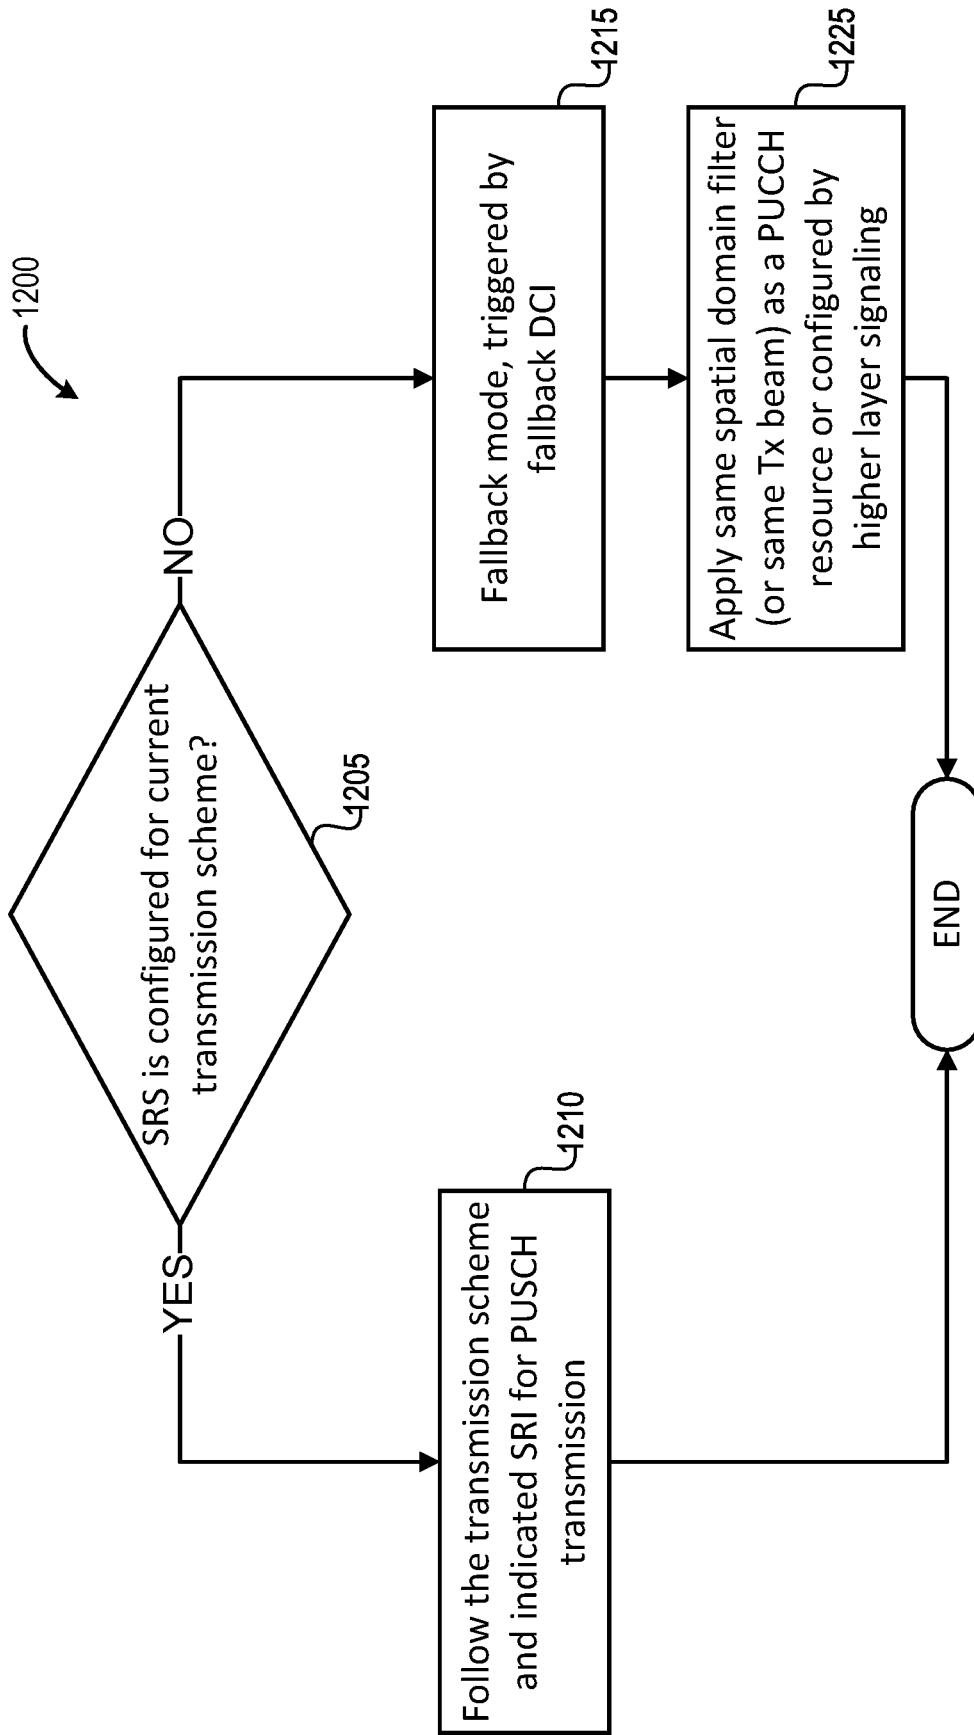 1200
SRS is configured for current
transmission scheme?
1205
YES
NO
Follow the transmission scheme
and indicated SRI for PUSCH
transmission
1210
Fallback mode, triggered by
fallback DCI
1215
Apply same spatial domain filter
(or same Tx beam) as a PUCCH
resource or configured by
higher layer signaling
1225
END